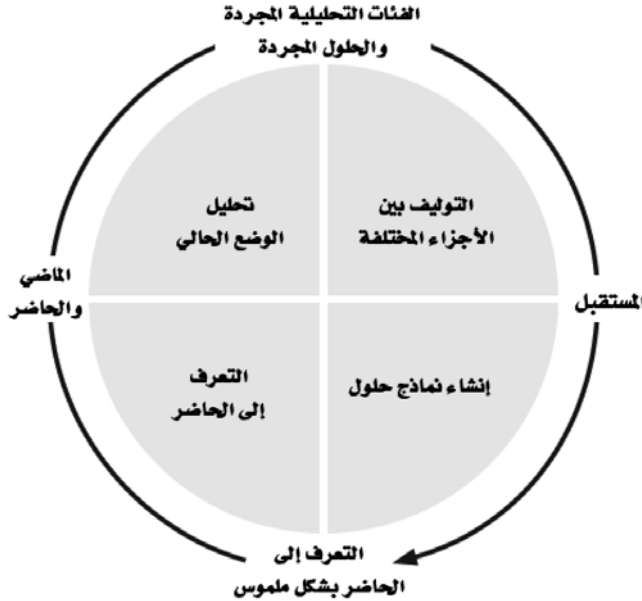 الفئات التحليلية المجردة
والحلول المجردة
التوليف بين
الأجزاء المختلفة
تحليل
الوضع الحالي
المستقبل
الماضي
والحاضر
إنشاء نماذج حلول
التعرف
إلى الحاضر
التعرف إلى
الحاضر بشكل ملموس